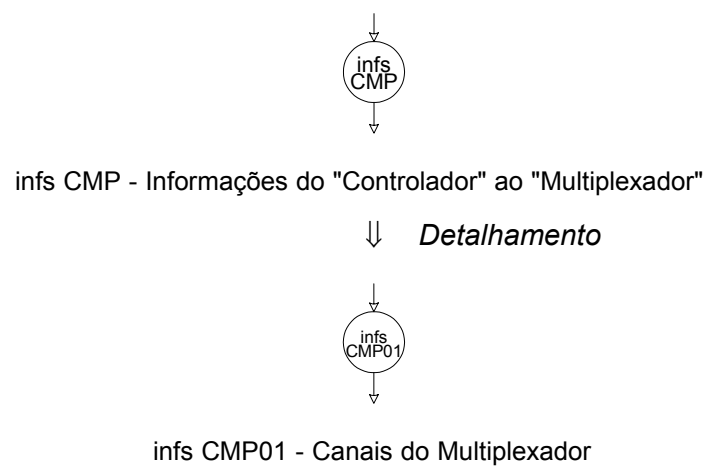 infs
CMP
infs CMP - Informações do "Controlador" ao "Multiplexador"
⇓ Detalhamento
infs
CMP01
infs CMP01 - Canais do Multiplexador